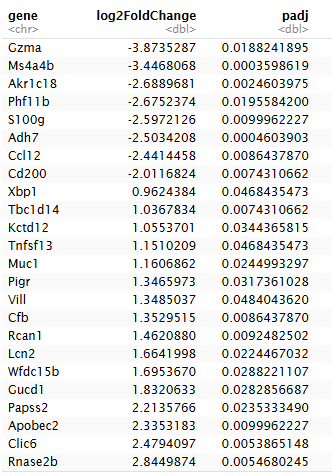 gene log2FoldChange padj
<chr> <dbl> <dbl>
Gzma -3.8735287 0.0188241895
Ms4a4b -3.4468068 0.0003598619
Akr1c18 -2.6889681 0.0024603975
Phf11b -2.6752374 0.0195584200
S100g -2.5972126 0.0099962227
Adh7 -2.5034208 0.0004603903
Ccl12 -2.4414458 0.0086437870
Cd200 -2.0116824 0.0074310662
Xbp1 0.9624384 0.0468435473
Tbc1d14 1.0367834 0.0074310662
Kctd12 1.0553701 0.0344365815
Tnfsf13 1.1510209 0.0468435473
Muc1 1.1606862 0.0244993297
Pigr 1.3465973 0.0317361028
Vill 1.3485037 0.0484043620
Cfb 1.3529515 0.0086437870
Rcan1 1.4620880 0.0092482502
Lcn2 1.6641998 0.0224467032
Wfdc15b 1.6953670 0.0288221107
Gucd1 1.8320633 0.0282856687
Papss2 2.2135766 0.0235333490
Apobec2 2.3353183 0.0099962227
Clic6 2.4794097 0.0053865148
Rnase2b 2.8449874 0.0054680245